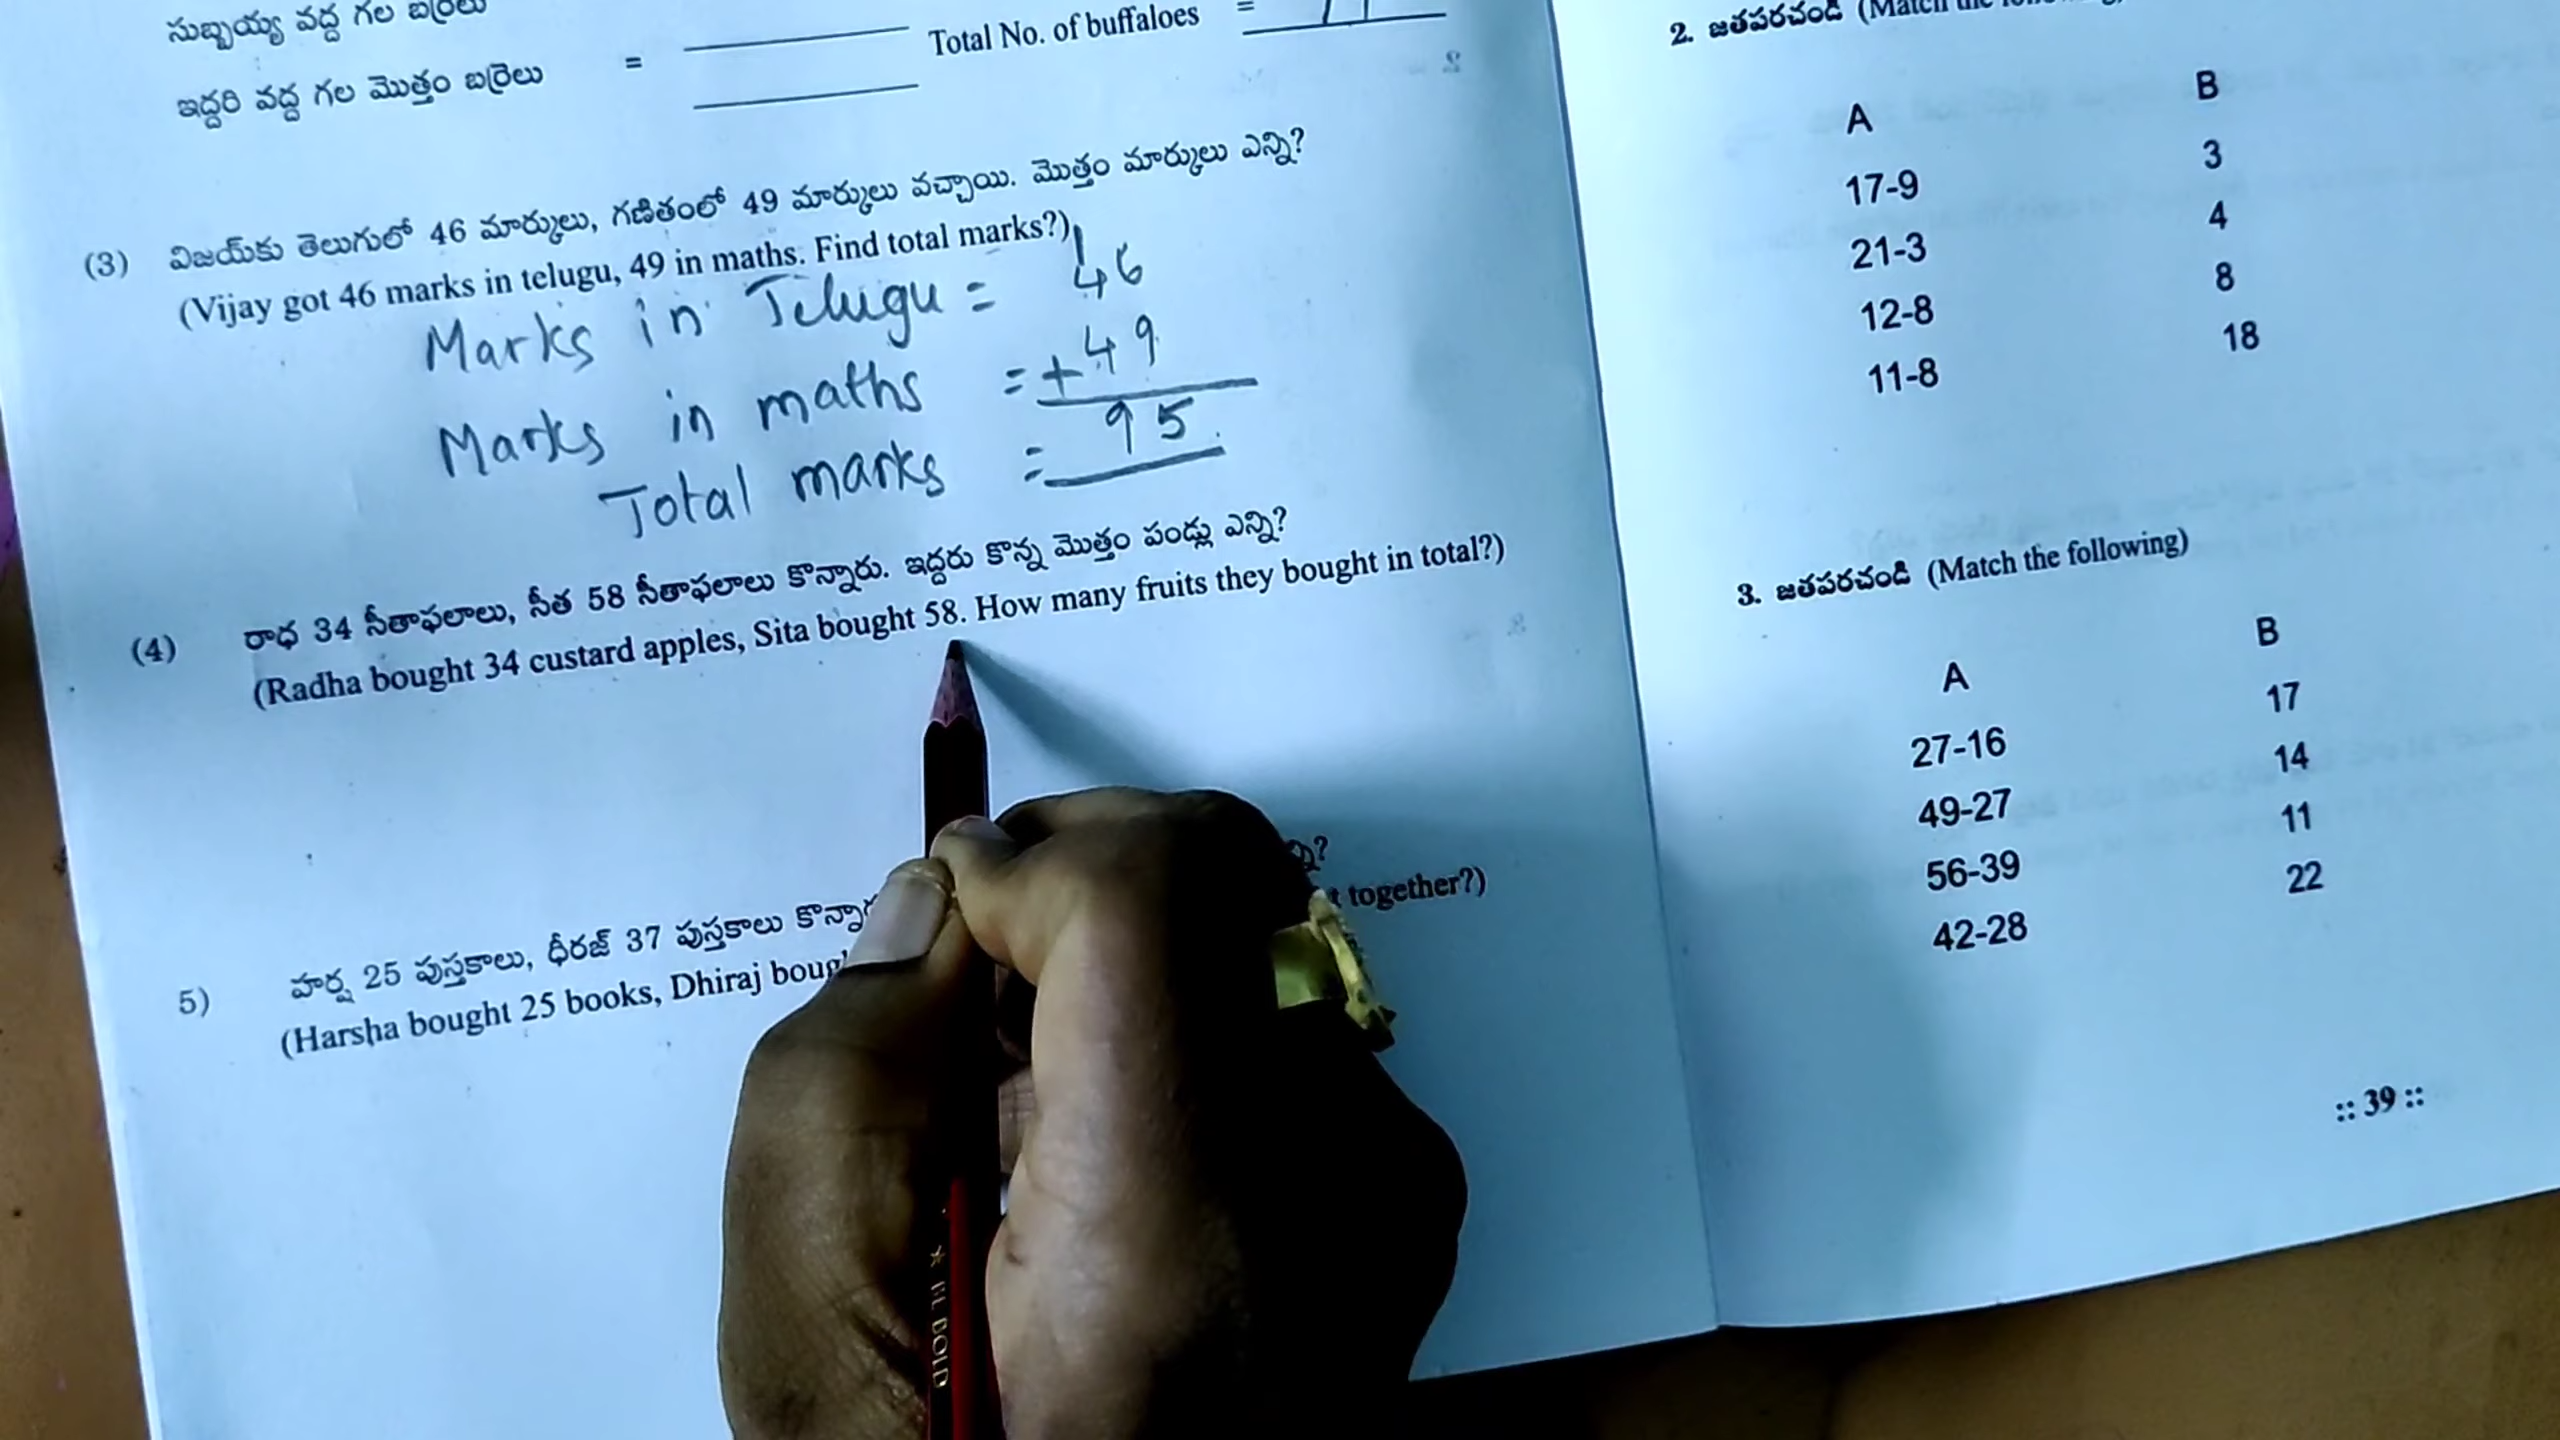 సుబ్బయ్య వద్ద గల బర్రెలు
ఇద్దరి వద్ద గల మొత్తం బర్రెలు =
Total No. of buffaloes =
(3) విజయ్‌కు తెలుగులో 46 మార్కులు, గణితంలో 49 మార్కులు వచ్చాయి. మొత్తం మార్కులు ఎన్ని?
(Vijay got 46 marks in telugu, 49 in maths. Find total marks?)
1
Marks in Telugu = 46
Marks in maths = + 49
Total marks = 95
(4) రాధ 34 సీతాఫలాలు, సీత 58 సీతాఫలాలు కొన్నారు. ఇద్దరు కొన్న మొత్తం పండ్లు ఎన్ని?
(Radha bought 34 custard apples, Sita bought 58. How many fruits they bought in total?)
5) హర్ష 25 పుస్తకాలు, ధీరజ్ 37 పుస్తకాలు
(Harsha bought 25 books, Dhiraj together?)
HB BOLD
2. జతపరచండి (Match the
A B
17-9 3
21-3 4
12-8 8
11-8 18
3. జతపరచండి (Match the following)
A B
27-16 17
49-27 14
56-39 11
42-28 22
:: 39 ::